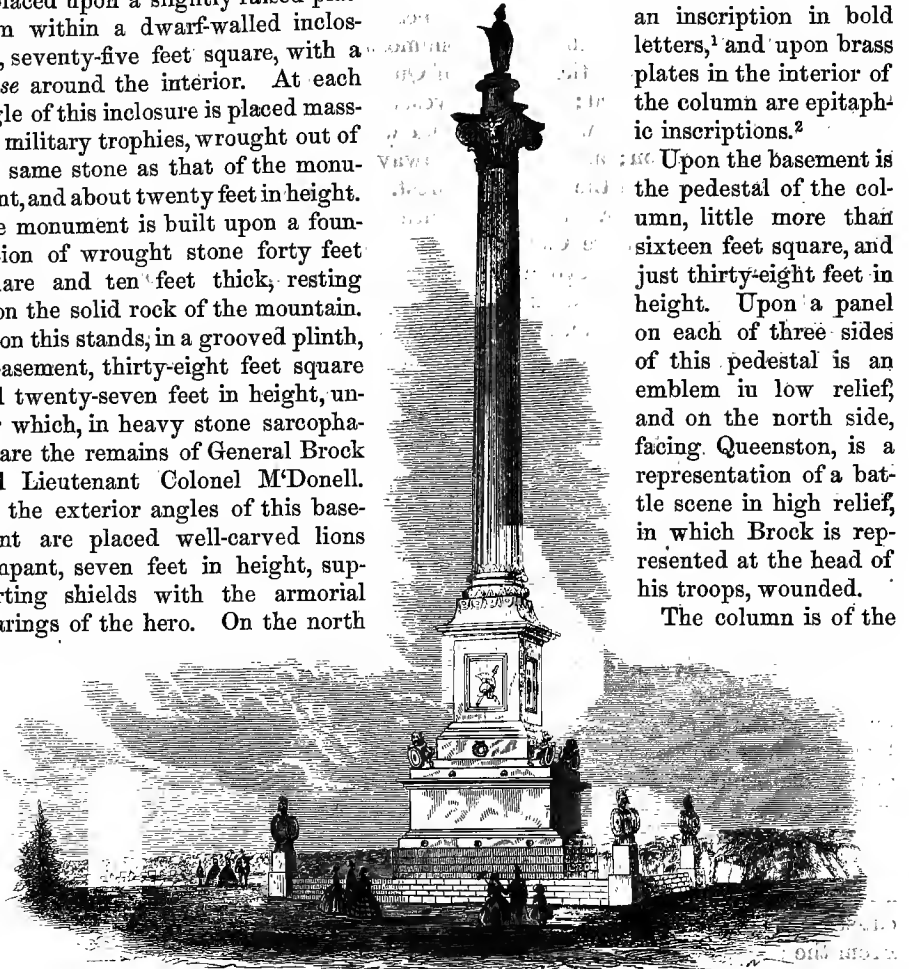 placed upon a slightly raised plat-
m within a dwarf-walled inclos-
, seventy-five feet square, with a
se around the interior. At each
gle of this inclosure is placed mass-
military trophies, wrought out of
same stone as that of the monu-
nt, and about twenty feet in height.
e monument is built upon a foun-
ion of wrought stone forty feet
are and ten feet thick, resting
on the solid rock of the mountain.
on this stands, in a grooved plinth,
asement, thirty-eight feet square
l twenty-seven feet in height, un-
which, in heavy stone sarcopha-
are the remains of General Brock
l Lieutenant Colonel M‘Donell.
the exterior angles of this base-
nt are placed well-carved lions
mpant, seven feet in height, sup-
rting shields with the armorial
arings of the hero. On the north
an inscription in bold
letters,¹ and upon brass
plates in the interior of
the column are epitaph-
ic inscriptions.²
Upon the basement is
the pedestal of the col-
umn, little more than
sixteen feet square, and
just thirty-eight feet in
height. Upon a panel
on each of three sides
of this pedestal is an
emblem in low relief,
and on the north side,
facing Queenston, is a
representation of a bat-
tle scene in high relief,
in which Brock is rep-
resented at the head of
his troops, wounded.
The column is of the